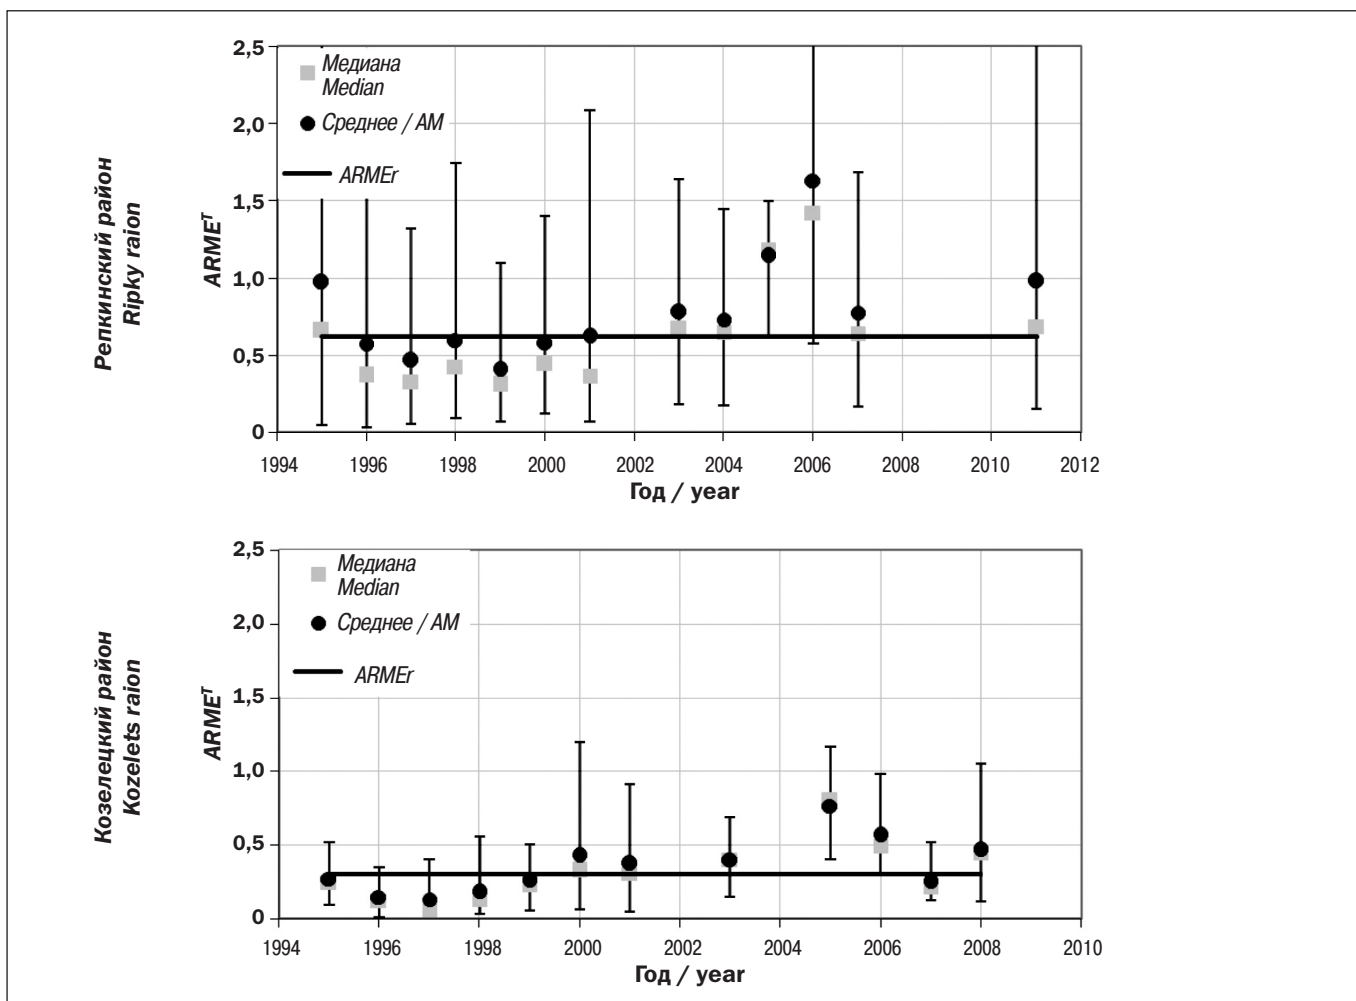 Репкинский район
Ripky raion
ARMEᵀ
2,5
2,0
1,5
1,0
0,5
0
Медиана
Median
Среднее / AM
ARMEr
1994 1996 1998 2000 2002 2004 2006 2008 2010 2012
Год / year
Козелецкий район
Kozelets raion
ARMEᵀ
2,5
2,0
1,5
1,0
0,5
0
Медиана
Median
Среднее / AM
ARMEr
1994 1996 1998 2000 2002 2004 2006 2008 2010
Год / year